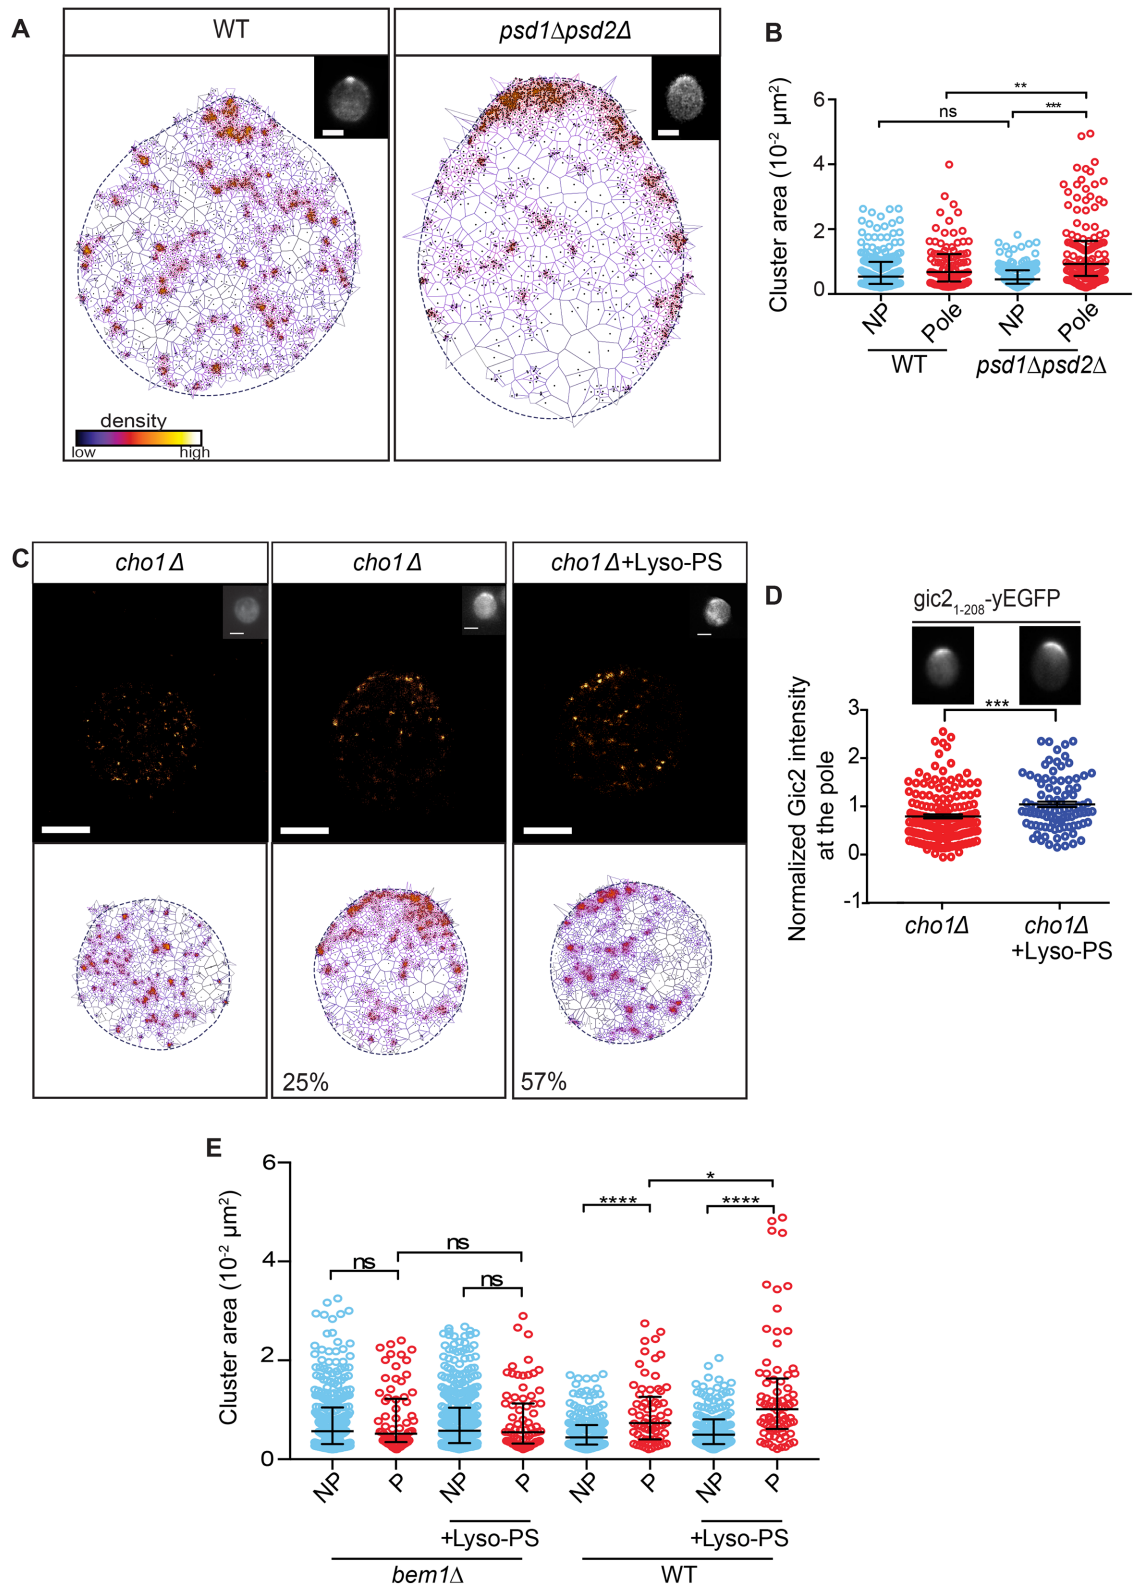 A
WT
psd1Δpsd2Δ
density
low
high
B
Cluster area (10⁻² µm²)
6
4
2
0
ns
**
***
NP
Pole
NP
Pole
WT
psd1Δpsd2Δ
C
cho1Δ
cho1Δ
cho1Δ+Lyso-PS
25%
57%
D
gic2₁₋₂₀₈-yEGFP
Normalized Gic2 intensity
at the pole
3
2
1
0
-1
***
cho1Δ
cho1Δ
+Lyso-PS
E
Cluster area (10⁻² µm²)
6
4
2
0
ns
ns
ns
****
*
****
NP
P
NP
P
NP
P
NP
P
+Lyso-PS
+Lyso-PS
bem1Δ
WT